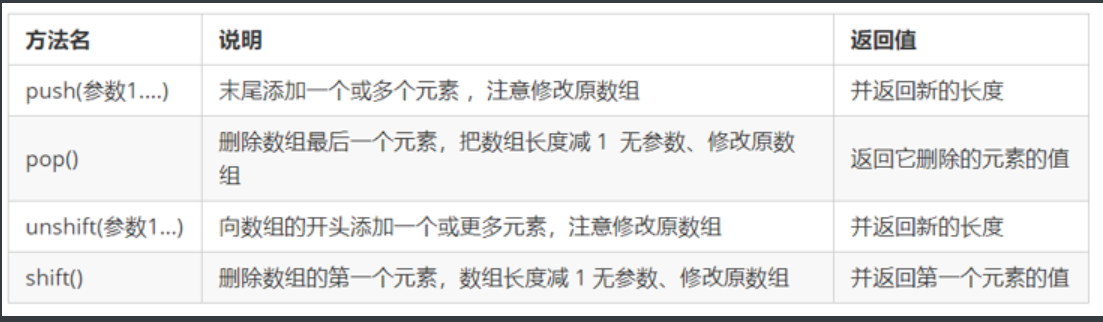 方法名 说明 返回值
push(参数1....) 末尾添加一个或多个元素 ，注意修改原数组 并返回新的长度
pop() 删除数组最后一个元素，把数组长度减 1 无参数、修改原数组 返回它删除的元素的值
unshift(参数1...) 向数组的开头添加一个或更多元素，注意修改原数组 并返回新的长度
shift() 删除数组的第一个元素，数组长度减 1 无参数、修改原数组 并返回第一个元素的值